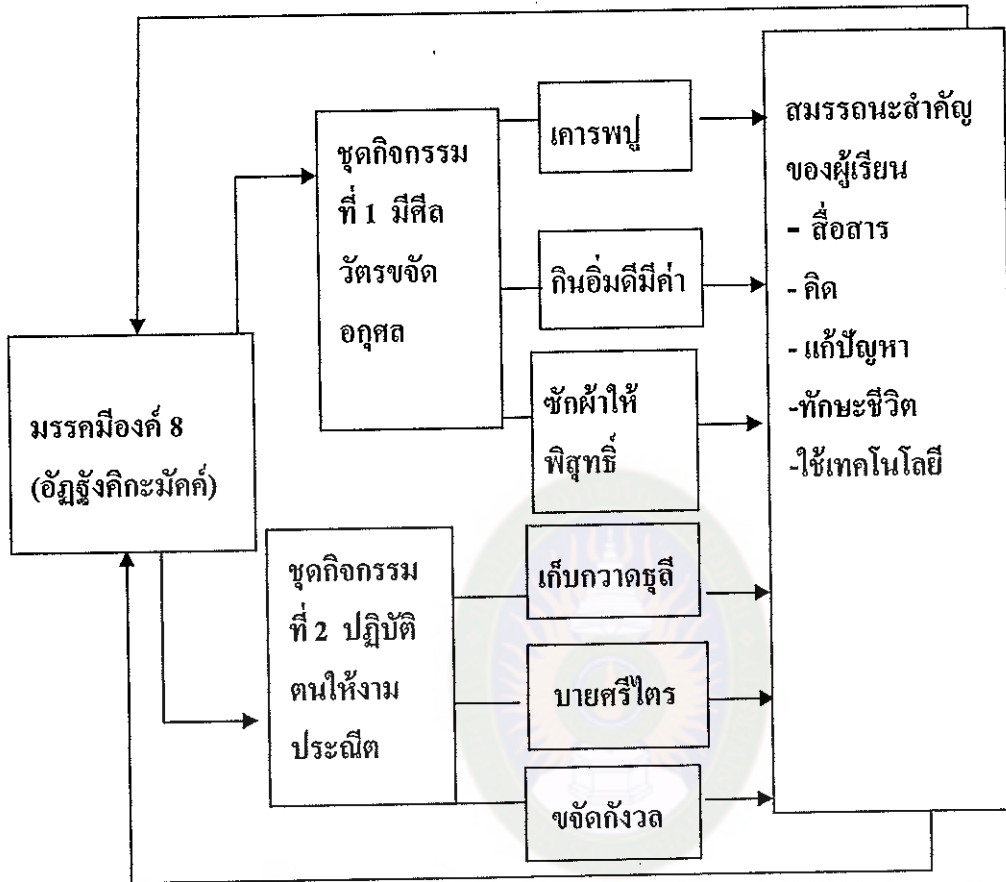 มรรคมีองค์ 8
(อัฏฐังคิกะมัคค์)
ชุดกิจกรรม
ที่ 1 มีศีล
วัตรขจัด
อกุศล
เคารพปู
กินอิ่มดีมีค่า
ซักผ้าให้
พิสุทธิ์
ชุดกิจกรรม
ที่ 2 ปฏิบัติ
ตนให้งาม
ประณีต
เก็บกวาดธุลี
บายศรีไตร
ขจัดกังวล
สมรรถนะสำคัญ
ของผู้เรียน
- สื่อสาร
- คิด
- แก้ปัญหา
-ทักษะชีวิต
-ใช้เทคโนโลยี